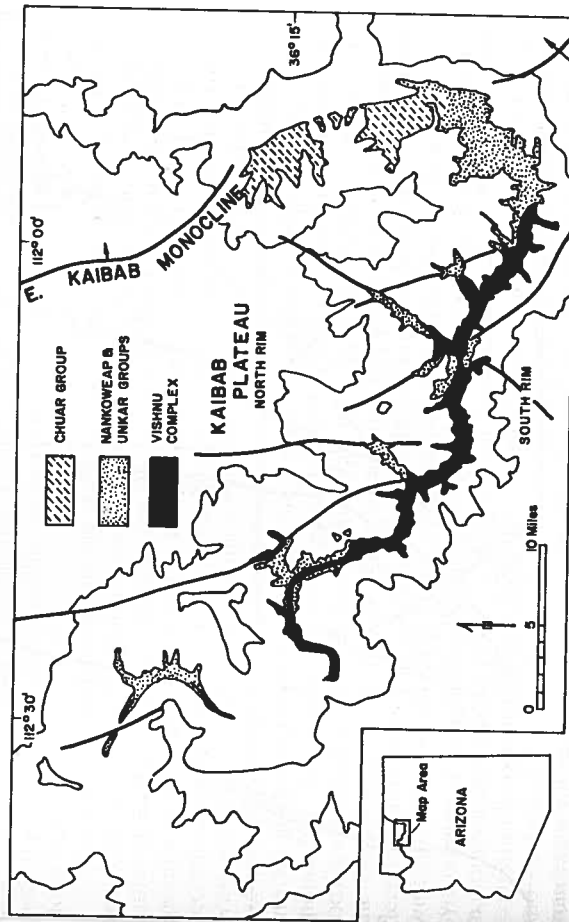 112° 30'
112° 00'
36° 15'
E. KAIBAB MONOCLINE
CHUAR GROUP
NANKOWEAP &
UNKAR GROUPS
VISHNU
COMPLEX
KAIBAB
PLATEAU
NORTH RIM
SOUTH RIM
0 5 10 Miles
Map Area
ARIZONA